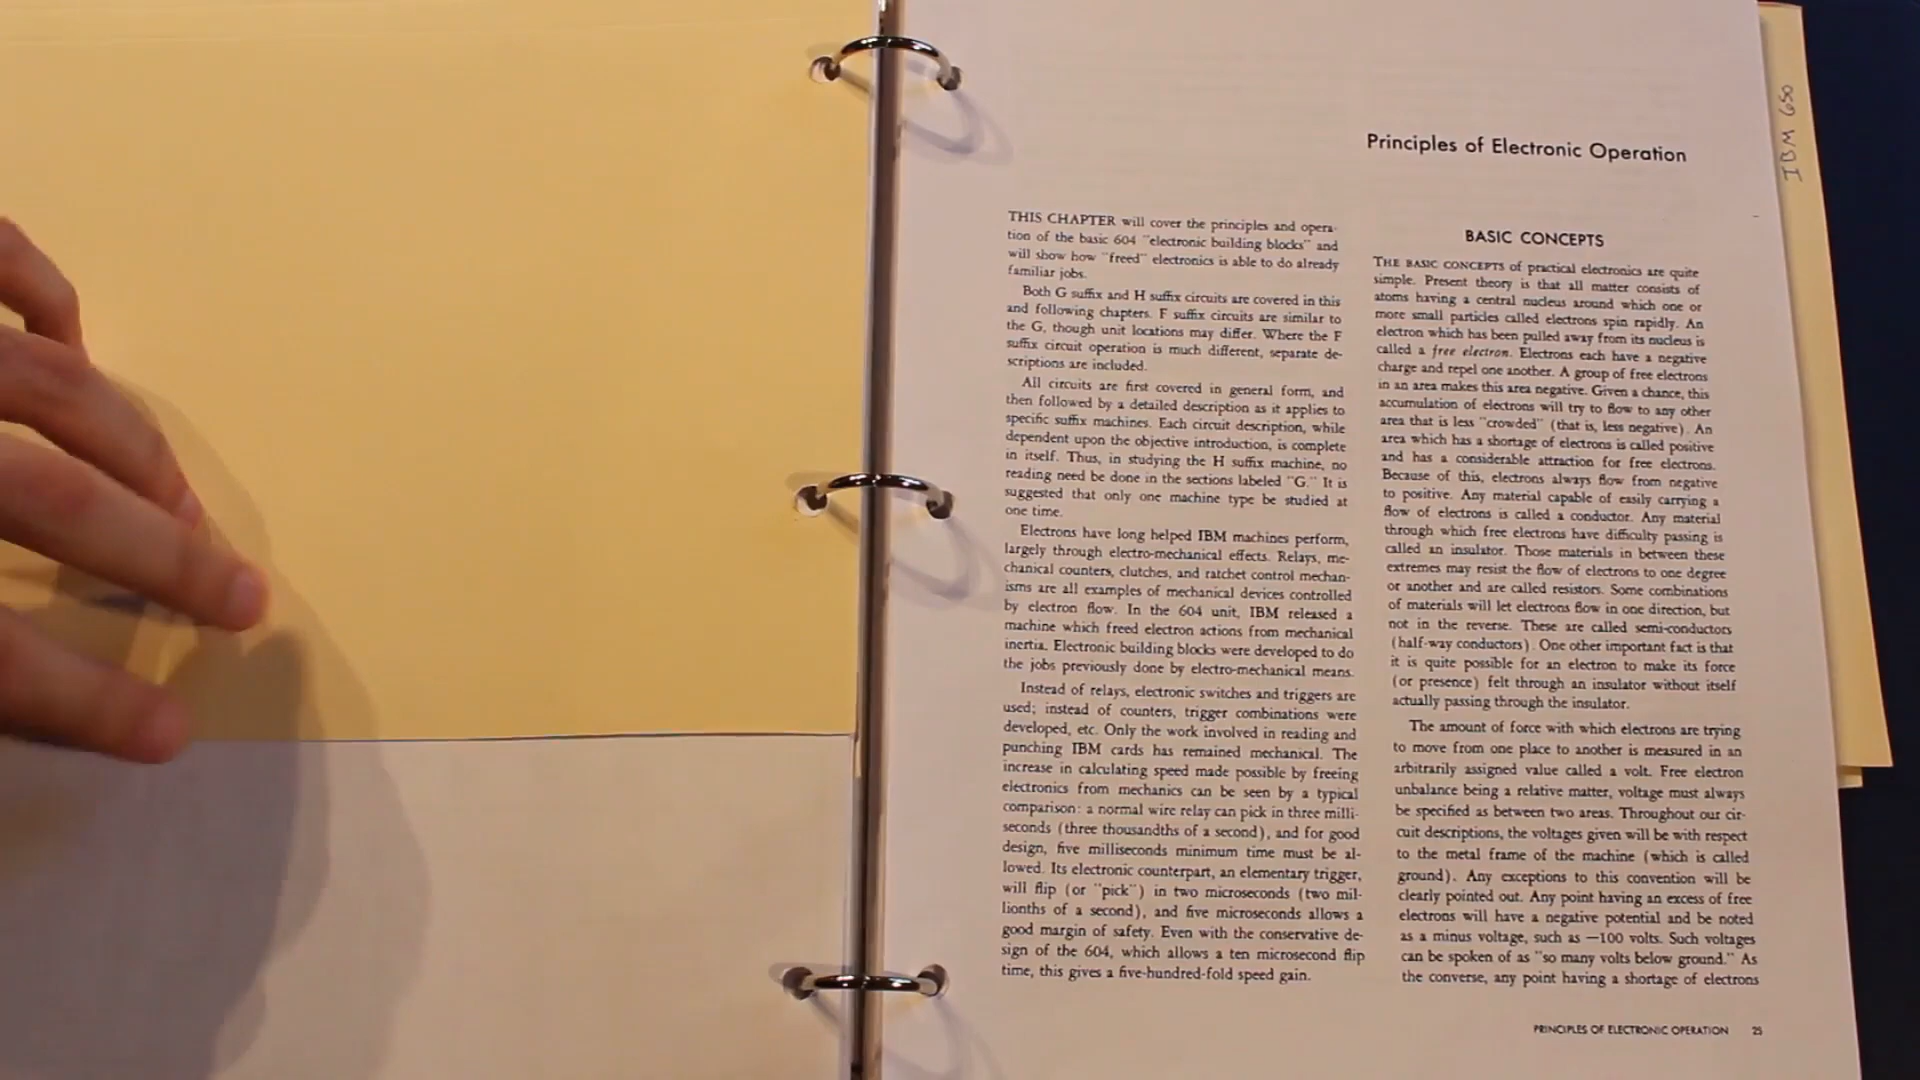 Principles of Electronic Operation
THIS CHAPTER will cover the principles and opera-
tion of the basic 604 "electronic building blocks" and
will show how "freed" electronics is able to do already
familiar jobs.
Both G suffix and H suffix circuits are covered in this
and following chapters. F suffix circuits are similar to
the G, though unit locations may differ. Where the F
suffix circuit operation is much different, separate de-
scriptions are included.
All circuits are first covered in general form, and
then followed by a detailed description as it applies to
specific suffix machines. Each circuit description, while
dependent upon the objective introduction, is complete
in itself. Thus, in studying the H suffix machine, no
reading need be done in the sections labeled "G." It is
suggested that only one machine type be studied at
one time.
Electrons have long helped IBM machines perform,
largely through electro-mechanical effects. Relays, me-
chanical counters, clutches, and ratchet control mechan-
isms are all examples of mechanical devices controlled
by electron flow. In the 604 unit, IBM released a
machine which freed electron actions from mechanical
inertia. Electronic building blocks were developed to do
the jobs previously done by electro-mechanical means.
Instead of relays, electronic switches and triggers are
used; instead of counters, trigger combinations were
developed, etc. Only the work involved in reading and
punching IBM cards has remained mechanical. The
increase in calculating speed made possible by freeing
electronics from mechanics can be seen by a typical
comparison: a normal wire relay can pick in three milli-
seconds (three thousandths of a second), and for good
design, five milliseconds minimum time must be al-
lowed. Its electronic counterpart, an elementary trigger,
will flip (or "pick") in two microseconds (two mil-
lionths of a second), and five microseconds allows a
good margin of safety. Even with the conservative de-
sign of the 604, which allows a ten microsecond flip
time, this gives a five-hundred-fold speed gain.
BASIC CONCEPTS
THE BASIC CONCEPTS of practical electronics are quite
simple. Present theory is that all matter consists of
atoms having a central nucleus around which one or
more small particles called electrons spin rapidly. An
electron which has been pulled away from its nucleus is
called a free electron. Electrons each have a negative
charge and repel one another. A group of free electrons
in an area makes this area negative. Given a chance, this
accumulation of electrons will try to flow to any other
area that is less "crowded" (that is, less negative). An
area which has a shortage of electrons is called positive
and has a considerable attraction for free electrons.
Because of this, electrons always flow from negative
to positive. Any material capable of easily carrying a
flow of electrons is called a conductor. Any material
through which free electrons have difficulty passing is
called an insulator. Those materials in between these
extremes may resist the flow of electrons to one degree
or another and are called resistors. Some combinations
of materials will let electrons flow in one direction, but
not in the reverse. These are called semi-conductors
(half-way conductors). One other important fact is that
it is quite possible for an electron to make its force
(or presence) felt through an insulator without itself
actually passing through the insulator.
The amount of force with which electrons are trying
to move from one place to another is measured in an
arbitrarily assigned value called a volt. Free electron
unbalance being a relative matter, voltage must always
be specified as between two areas. Throughout our cir-
cuit descriptions, the voltages given will be with respect
to the metal frame of the machine (which is called
ground). Any exceptions to this convention will be
clearly pointed out. Any point having an excess of free
electrons will have a negative potential and be noted
as a minus voltage, such as —100 volts. Such voltages
can be spoken of as "so many volts below ground." As
the converse, any point having a shortage of electrons
PRINCIPLES OF ELECTRONIC OPERATION 25
IBM 650